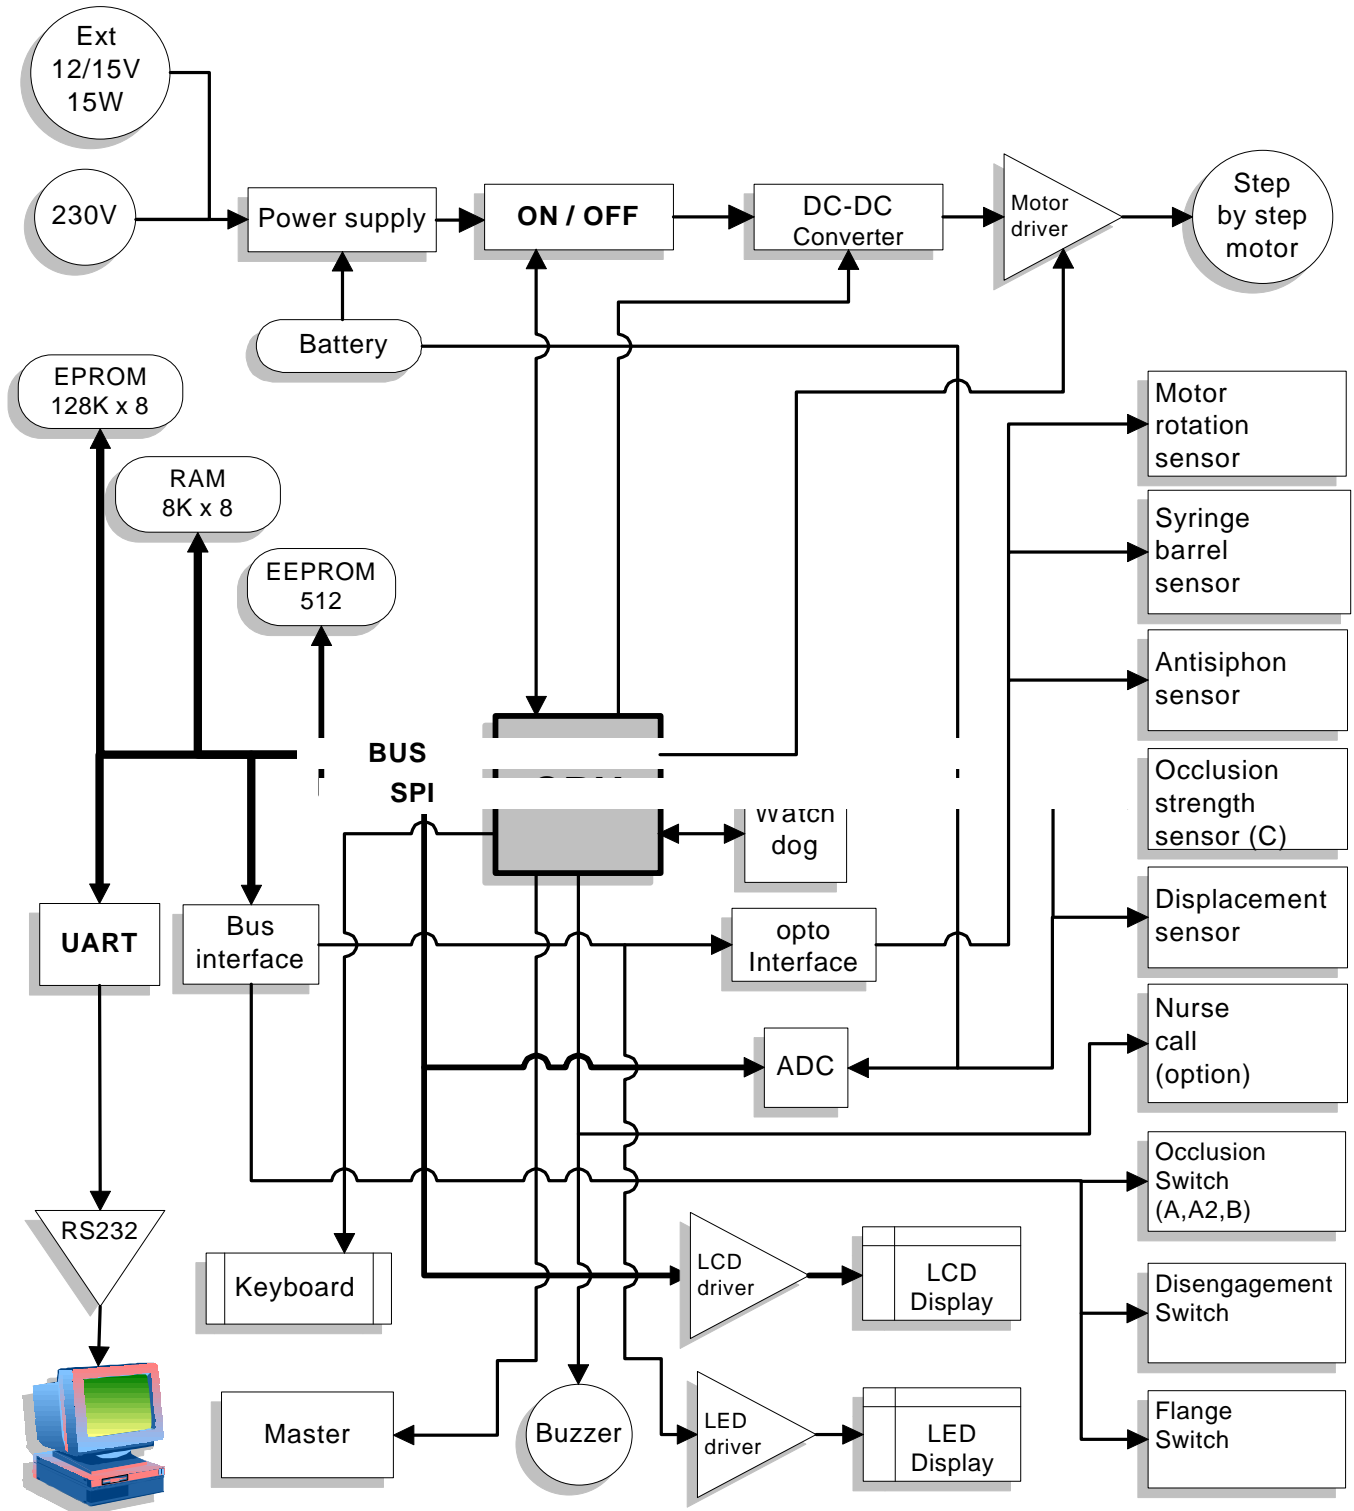 Ext
12/15V
15W
230V
Power supply
ON / OFF
DC-DC
Converter
Motor
driver
Step
by step
motor
Battery
EPROM
128K x 8
RAM
8K x 8
EEPROM
512
Motor
rotation
sensor
Syringe
barrel
sensor
Antisiphon
sensor
BUS
SPI
Occlusion
strength
sensor (C)
Watch
dog
Displacement
sensor
UART
Bus
interface
opto
Interface
Nurse
call
(option)
ADC
Occlusion
Switch
(A,A2,B)
RS232
Keyboard
LCD
driver
LCD
Display
Disengagement
Switch
Master
Buzzer
LED
driver
LED
Display
Flange
Switch